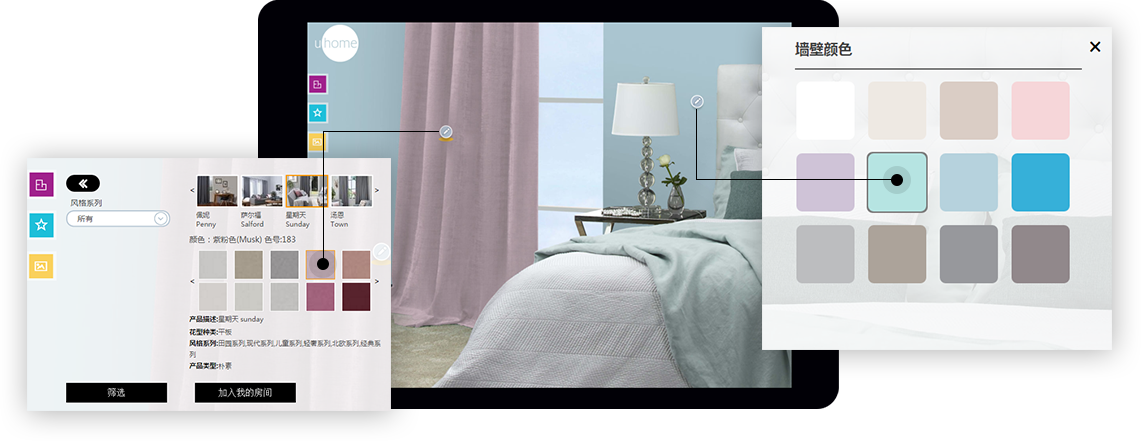 uhome
墙壁颜色
风格系列
所有
佩妮
Penny
萨尔福
Salford
星期天
Sunday
汤恩
Town
颜色：紫粉色(Musk) 色号:183
产品描述:星期天 sunday
花型种类:平板
风格系列:田园系列,现代系列,儿童系列,轻奢系列,北欧系列,经典系
列
产品类型:朴素
筛选
加入我的房间